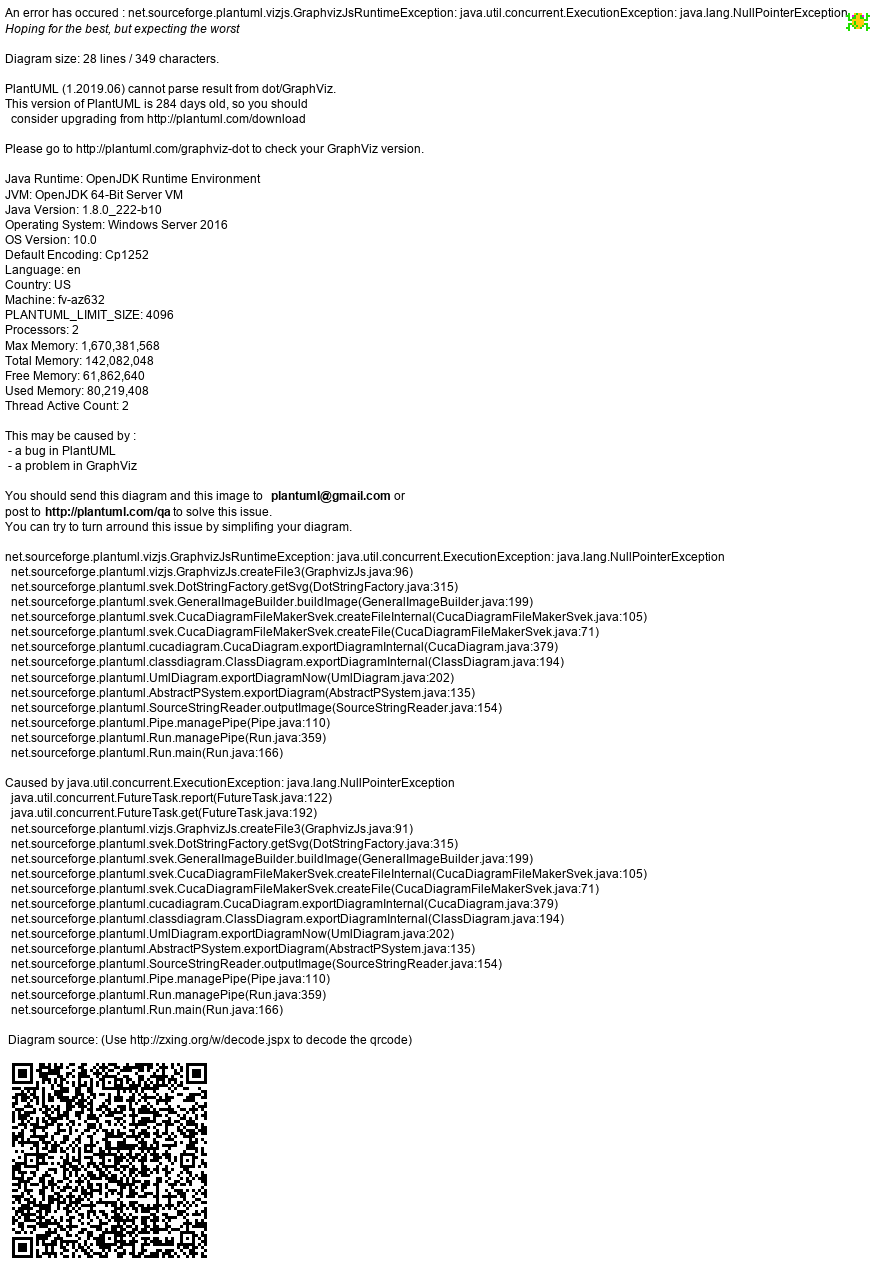 An error has occured : net.sourceforge.plantuml.vizjs.GraphvizJsRuntimeException: java.util.concurrent.ExecutionException: java.lang.NullPointerException
Hoping for the best, but expecting the worst
Diagram size: 28 lines / 349 characters.
PlantUML (1.2019.06) cannot parse result from dot/GraphViz.
This version of PlantUML is 284 days old, so you should
consider upgrading from http://plantuml.com/download
Please go to http://plantuml.com/graphviz-dot to check your GraphViz version.
Java Runtime: OpenJDK Runtime Environment
JVM: OpenJDK 64-Bit Server VM
Java Version: 1.8.0_222-b10
Operating System: Windows Server 2016
OS Version: 10.0
Default Encoding: Cp1252
Language: en
Country: US
Machine: fv-az632
PLANTUML_LIMIT_SIZE: 4096
Processors: 2
Max Memory: 1,670,381,568
Total Memory: 142,082,048
Free Memory: 61,862,640
Used Memory: 80,219,408
Thread Active Count: 2
This may be caused by :
- a bug in PlantUML
- a problem in GraphViz
You should send this diagram and this image to plantuml@gmail.com or
post to http://plantuml.com/qa to solve this issue.
You can try to turn arround this issue by simplifing your diagram.
net.sourceforge.plantuml.vizjs.GraphvizJsRuntimeException: java.util.concurrent.ExecutionException: java.lang.NullPointerException
net.sourceforge.plantuml.vizjs.GraphvizJs.createFile3(GraphvizJs.java:96)
net.sourceforge.plantuml.svek.DotStringFactory.getSvg(DotStringFactory.java:315)
net.sourceforge.plantuml.svek.GeneralImageBuilder.buildImage(GeneralImageBuilder.java:199)
net.sourceforge.plantuml.svek.CucaDiagramFileMakerSvek.createFileInternal(CucaDiagramFileMakerSvek.java:105)
net.sourceforge.plantuml.svek.CucaDiagramFileMakerSvek.createFile(CucaDiagramFileMakerSvek.java:71)
net.sourceforge.plantuml.cucadiagram.CucaDiagram.exportDiagramInternal(CucaDiagram.java:379)
net.sourceforge.plantuml.classdiagram.ClassDiagram.exportDiagramInternal(ClassDiagram.java:194)
net.sourceforge.plantuml.UmlDiagram.exportDiagramNow(UmlDiagram.java:202)
net.sourceforge.plantuml.AbstractPSystem.exportDiagram(AbstractPSystem.java:135)
net.sourceforge.plantuml.SourceStringReader.outputImage(SourceStringReader.java:154)
net.sourceforge.plantuml.Pipe.managePipe(Pipe.java:110)
net.sourceforge.plantuml.Run.managePipe(Run.java:359)
net.sourceforge.plantuml.Run.main(Run.java:166)
Caused by java.util.concurrent.ExecutionException: java.lang.NullPointerException
java.util.concurrent.FutureTask.report(FutureTask.java:122)
java.util.concurrent.FutureTask.get(FutureTask.java:192)
net.sourceforge.plantuml.vizjs.GraphvizJs.createFile3(GraphvizJs.java:91)
net.sourceforge.plantuml.svek.DotStringFactory.getSvg(DotStringFactory.java:315)
net.sourceforge.plantuml.svek.GeneralImageBuilder.buildImage(GeneralImageBuilder.java:199)
net.sourceforge.plantuml.svek.CucaDiagramFileMakerSvek.createFileInternal(CucaDiagramFileMakerSvek.java:105)
net.sourceforge.plantuml.svek.CucaDiagramFileMakerSvek.createFile(CucaDiagramFileMakerSvek.java:71)
net.sourceforge.plantuml.cucadiagram.CucaDiagram.exportDiagramInternal(CucaDiagram.java:379)
net.sourceforge.plantuml.classdiagram.ClassDiagram.exportDiagramInternal(ClassDiagram.java:194)
net.sourceforge.plantuml.UmlDiagram.exportDiagramNow(UmlDiagram.java:202)
net.sourceforge.plantuml.AbstractPSystem.exportDiagram(AbstractPSystem.java:135)
net.sourceforge.plantuml.SourceStringReader.outputImage(SourceStringReader.java:154)
net.sourceforge.plantuml.Pipe.managePipe(Pipe.java:110)
net.sourceforge.plantuml.Run.managePipe(Run.java:359)
net.sourceforge.plantuml.Run.main(Run.java:166)
Diagram source: (Use http://zxing.org/w/decode.jspx to decode the qrcode)